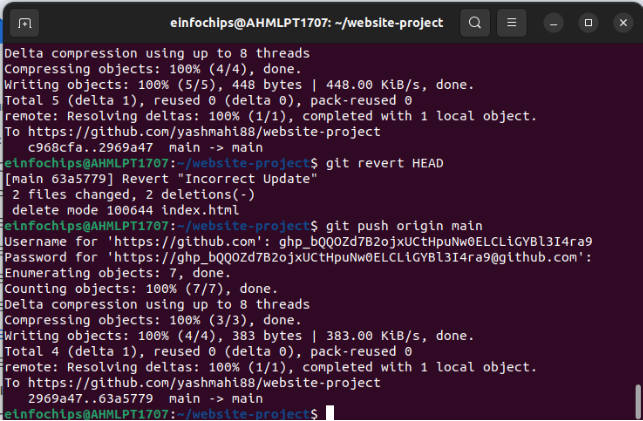 einfochips@AHMLPT1707: ~/website-project
Delta compression using up to 8 threads
Compressing objects: 100% (4/4), done.
Writing objects: 100% (5/5), 448 bytes | 448.00 KiB/s, done.
Total 5 (delta 1), reused 0 (delta 0), pack-reused 0
remote: Resolving deltas: 100% (1/1), completed with 1 local object.
To https://github.com/yashmahi88/website-project
   c968cfa..2969a47  main -> main
einfochips@AHMLPT1707:~/website-project$ git revert HEAD
[main 63a5779] Revert "Incorrect Update"
 2 files changed, 2 deletions(-)
 delete mode 100644 index.html
einfochips@AHMLPT1707:~/website-project$ git push origin main
Username for 'https://github.com': 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
Password for 'https://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@github.com':
Enumerating objects: 7, done.
Counting objects: 100% (7/7), done.
Delta compression using up to 8 threads
Compressing objects: 100% (3/3), done.
Writing objects: 100% (4/4), 383 bytes | 383.00 KiB/s, done.
Total 4 (delta 1), reused 0 (delta 0), pack-reused 0
remote: Resolving deltas: 100% (1/1), completed with 1 local object.
To https://github.com/yashmahi88/website-project
   2969a47..63a5779  main -> main
einfochips@AHMLPT1707:~/website-project$